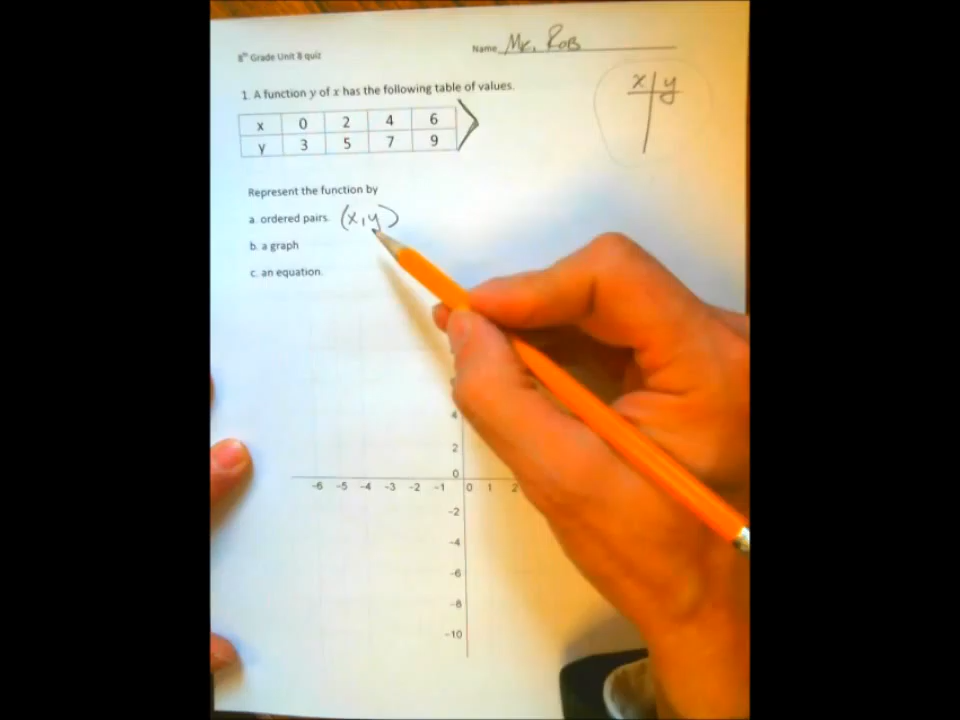 8th Grade Unit 8 quiz
Name Mr. Rob
x y
1. A function y of x has the following table of values.
x 0 2 4 6
y 3 5 7 9
Represent the function by
a. ordered pairs. (x,y)
b. a graph
c. an equation.
4
2
0
-6 -5 -4 -3 -2 -1 0 1 2
-2
-4
-6
-8
-10